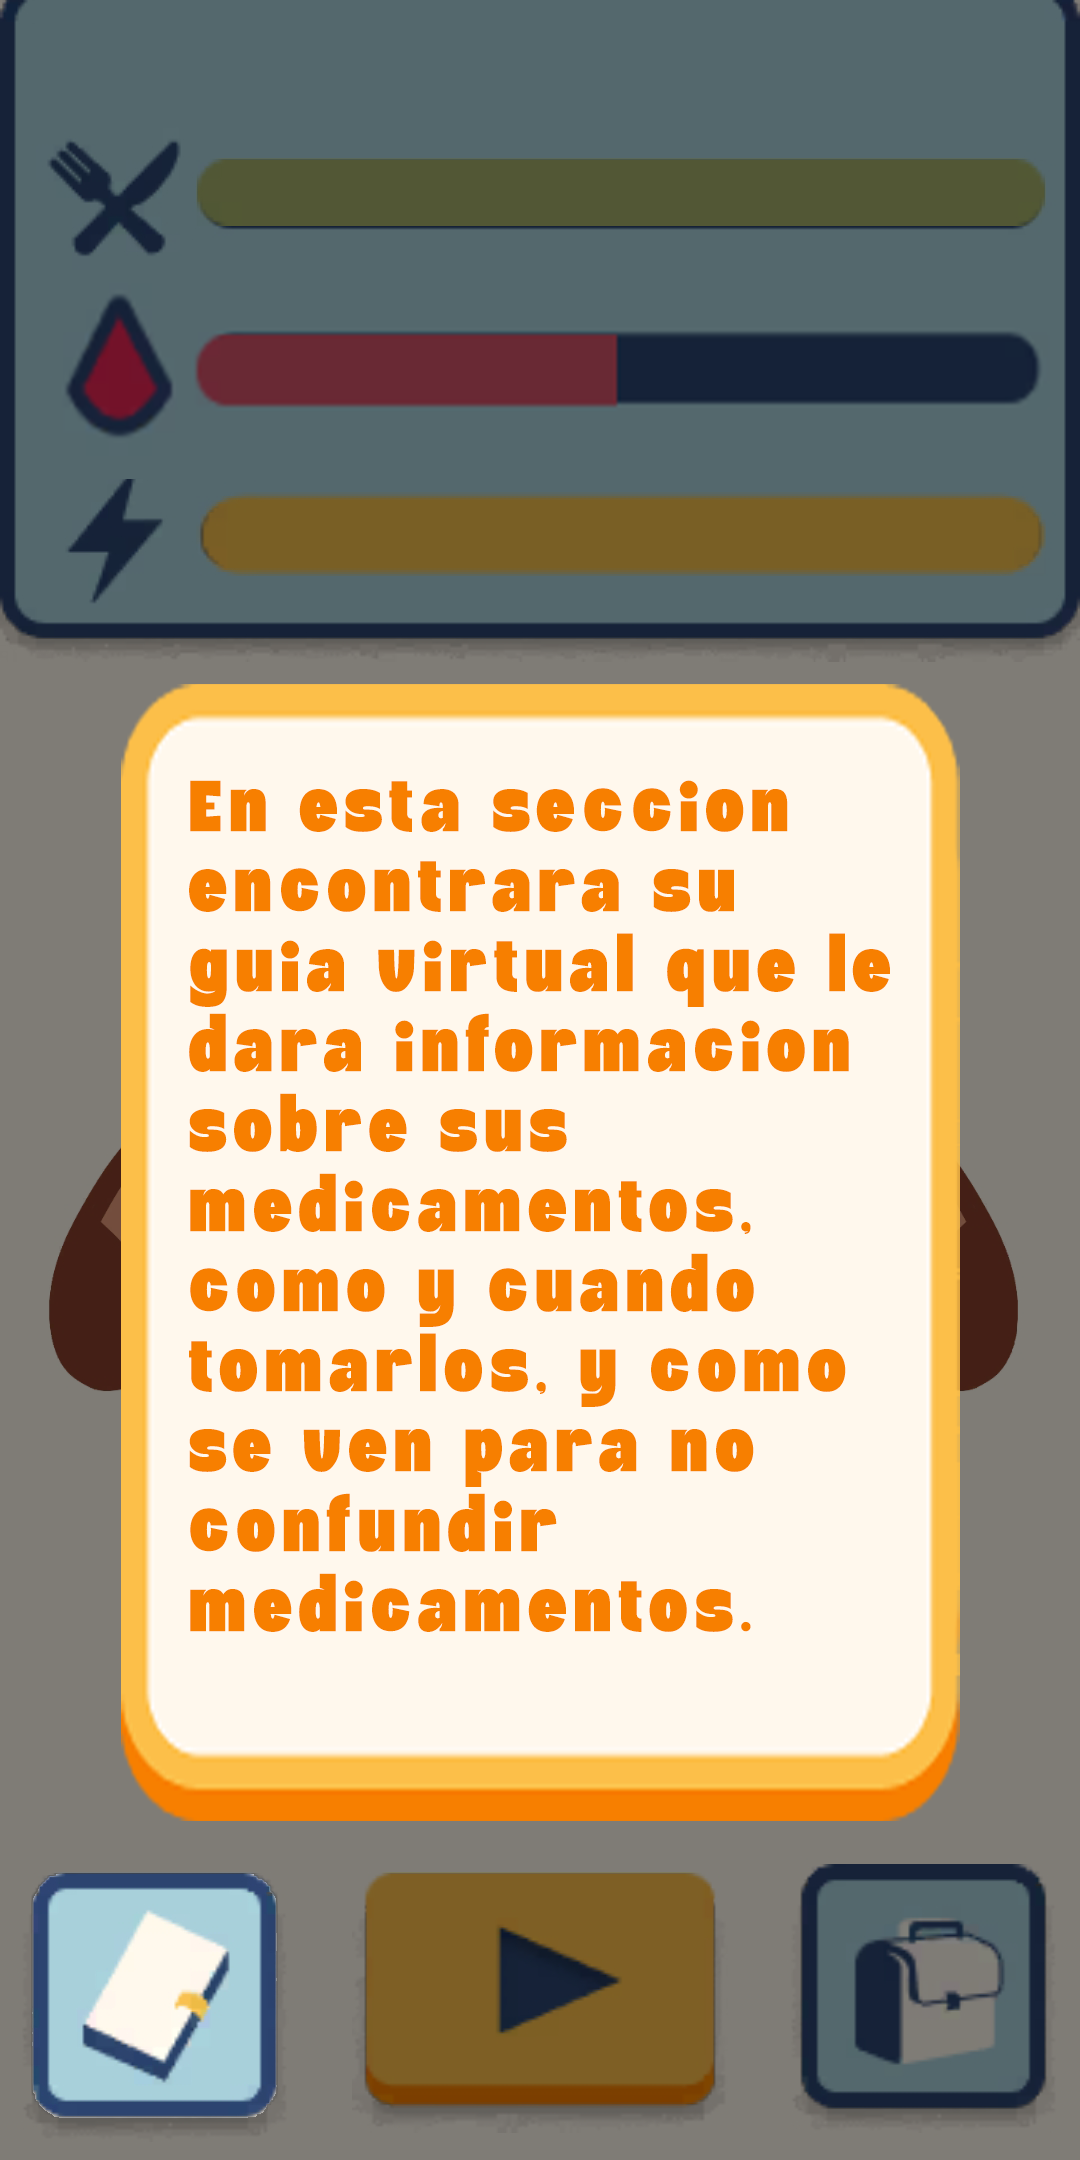 En esta seccion
encontrara su
guia virtual que le
dara informacion
sobre sus
medicamentos,
como y cuando
tomarlos, y como
se ven para no
confundir
medicamentos.